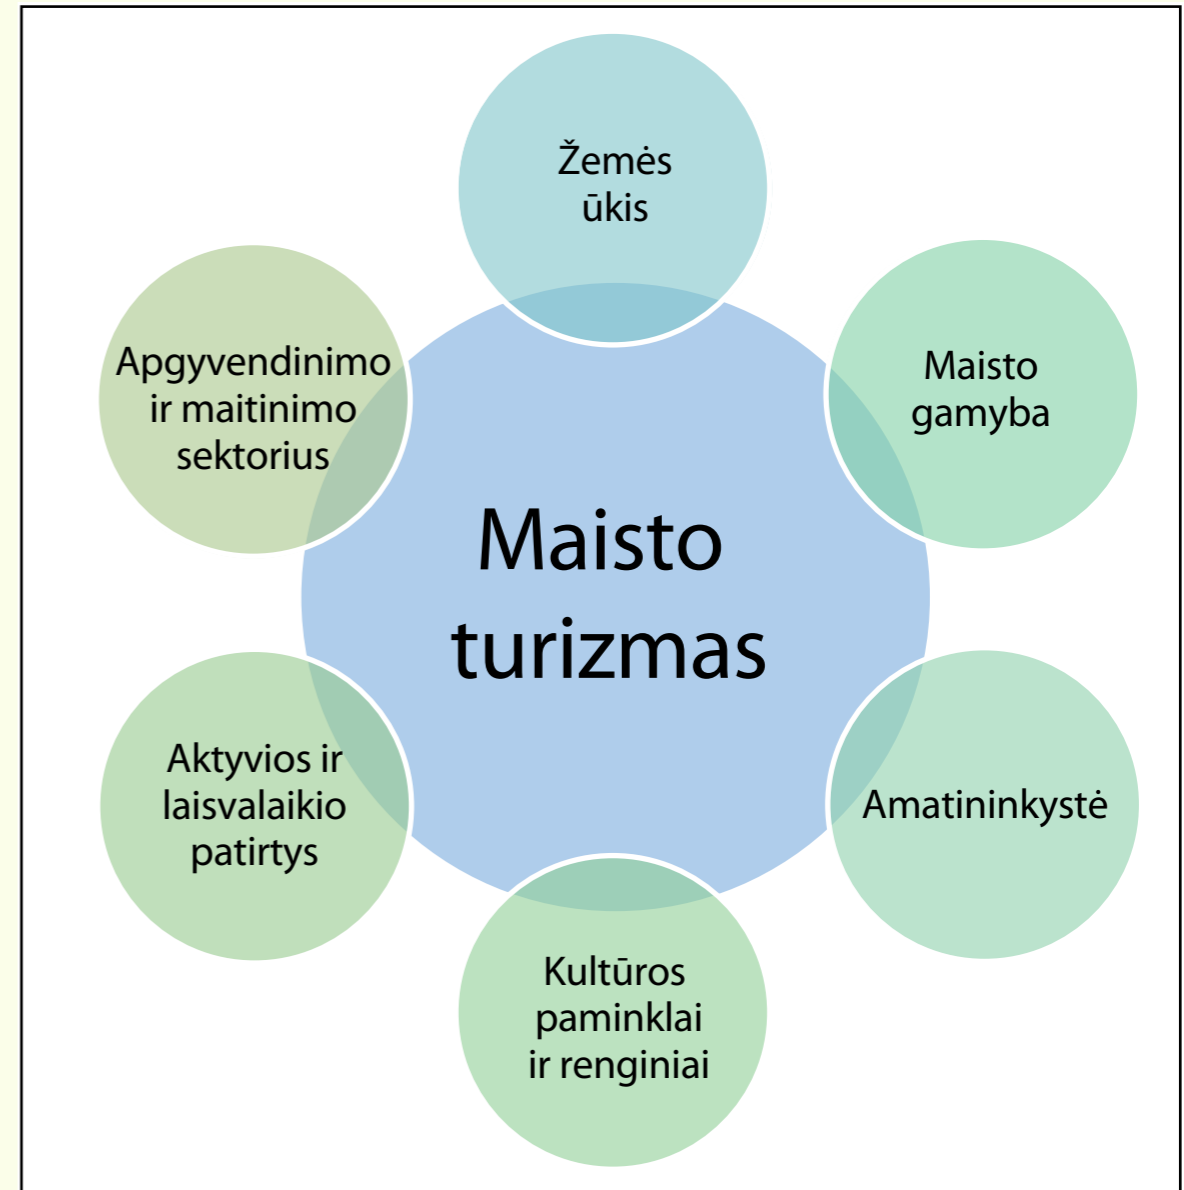 Žemės
ūkis
Maisto
gamyba
Amatininkystė
Kultūros
paminklai
ir renginiai
Aktyvios ir
laisvalaikio
patirtys
Apgyvendinimo
ir maitinimo
sektorius
Maisto
turizmas